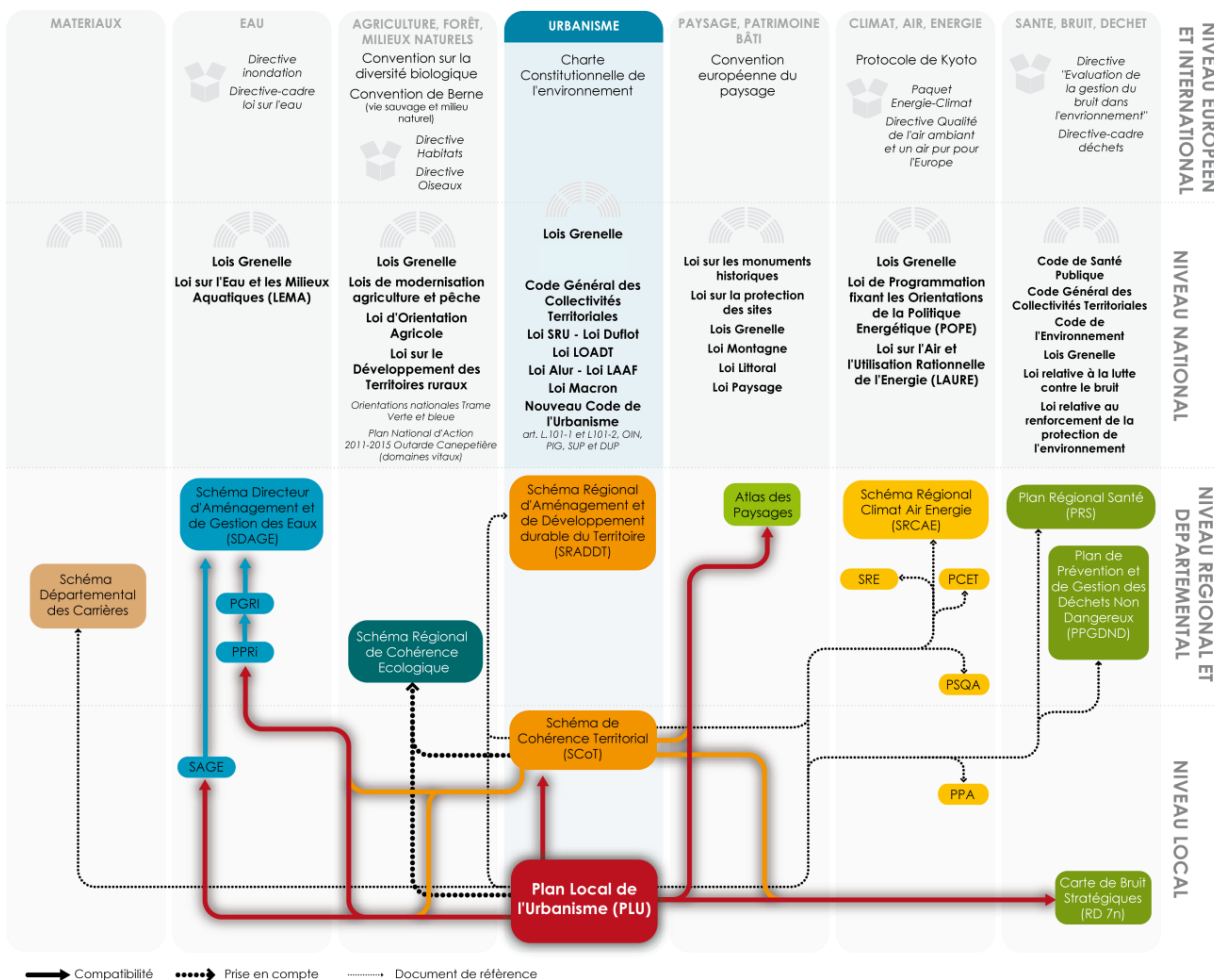 MATERIAUX
EAU
AGRICULTURE, FORÊT,
MILIEUX NATURELS
URBANISME
PAYSAGE, PATRIMOINE
BÂTI
CLIMAT, AIR, ENERGIE
SANTE, BRUIT, DECHET
NIVEAU EUROPÉEN
ET INTERNATIONAL
Directive
inondation
Directive-cadre
loi sur l'eau
Convention sur la
diversité biologique
Convention de Berne
(vie sauvage et milieu
naturel)
Directive
Habitats
Directive
Oiseaux
Charte
Constitutionnelle de
l'environnement
Convention
européenne du
paysage
Protocole de Kyoto
Paquet
Energie-Climat
Directive Qualité
de l'air ambiant
et un air pur pour
l'Europe
Directive
"Evaluation de
la gestion du
bruit dans
l'envrionnement"
Directive-cadre
déchets
NIVEAU NATIONAL
Lois Grenelle
Loi sur l'Eau et les Milieux
Aquatiques (LEMA)
Lois Grenelle
Lois de modernisation
agriculture et pêche
Loi d'Orientation
Agricole
Loi sur le
Développement des
Territoires ruraux
Orientations nationales Trame
Verte et bleue
Plan National d'Action
2011-2015 Outarde Canepetière
(domaines vitaux)
Lois Grenelle
Code Général des
Collectivités
Territoriales
Loi SRU - Loi Duflot
Loi LOADT
Loi Alur - Loi LAAF
Loi Macron
Nouveau Code de
l'Urbanisme
art. L.101-1 et L101-2, OIN,
PIG, SUP et DUP
Loi sur les monuments
historiques
Loi sur la protection
des sites
Lois Grenelle
Loi Montagne
Loi Littoral
Loi Paysage
Lois Grenelle
Loi de Programmation
fixant les Orientations
de la Politique
Energétique (POPE)
Loi sur l'Air et
l'Utilisation Rationnelle
de l'Energie (LAURE)
Code de Santé
Publique
Code Général des
Collectivités Territoriales
Code de
l'Environnement
Lois Grenelle
Loi relative à la lutte
contre le bruit
Loi relative au
renforcement de la
protection de
l'environnement
NIVEAU REGIONAL ET
DEPARTEMENTAL
Schéma
Départemental
des Carrières
Schéma Directeur
d'Aménagement et
de Gestion des Eaux
(SDAGE)
PGRI
PPRi
Schéma Régional
de Cohérence
Ecologique
Schéma Régional
d'Aménagement et
de Développement
durable du Territoire
(SRADDT)
Atlas des
Paysages
Schéma Régional
Climat Air Energie
(SRCAE)
SRE
PCET
PSQA
Plan Régional Santé
(PRS)
Plan de
Prévention et
de Gestion des
Déchets Non
Dangereux
(PPGDND)
NIVEAU LOCAL
SAGE
Schéma de
Cohérence Territorial
(SCoT)
PPA
Plan Local de
l'Urbanisme (PLU)
Carte de Bruit
Stratégiques
(RD 7n)
Compatibilité
Prise en compte
Document de réfèrence